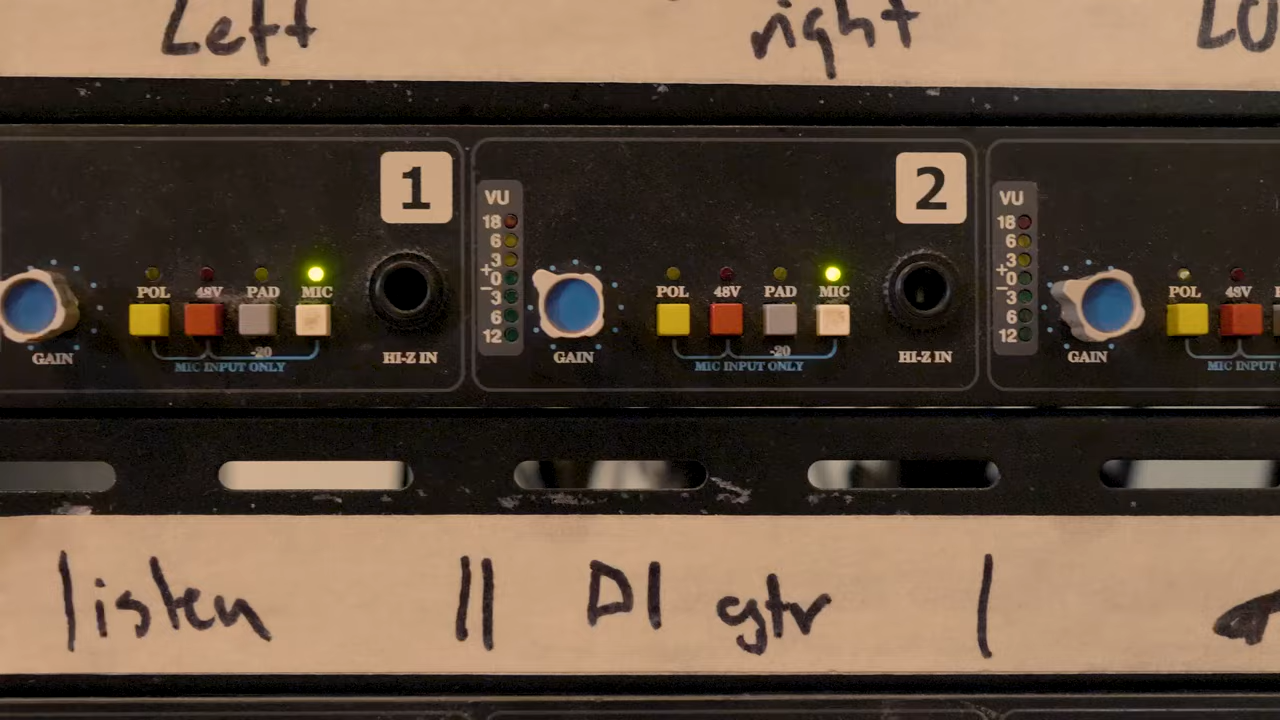 Left right
1 2
VU VU
18 18
6 6
3 3
+ +
0 0
− −
POL 48V PAD MIC POL 48V PAD MIC POL 48V
3 3
6 6
12 12
-20 -20
GAIN HI-Z IN GAIN HI-Z IN GAIN
MIC INPUT ONLY MIC INPUT ONLY MIC INPUT
listen || DI gtr |